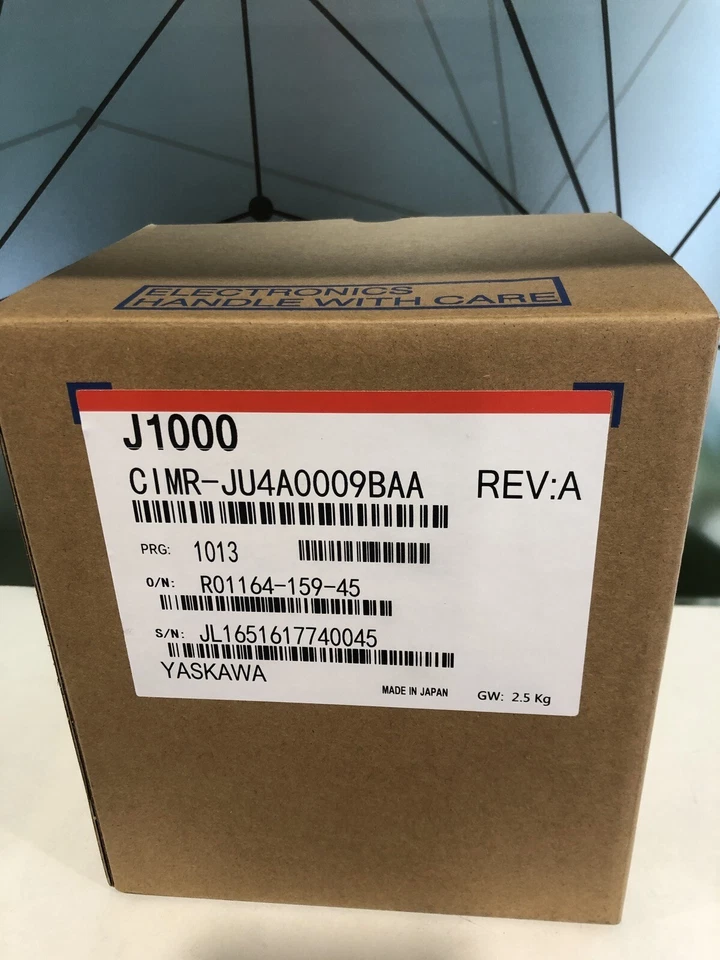 ELECTRONICS
HANDLE WITH CARE
J1000
CIMR-JU4A0009BAA REV:A
PRG: 1013
O/N: R01164-159-45
S/N: JL1651617740045
YASKAWA
MADE IN JAPAN GW: 2.5 Kg